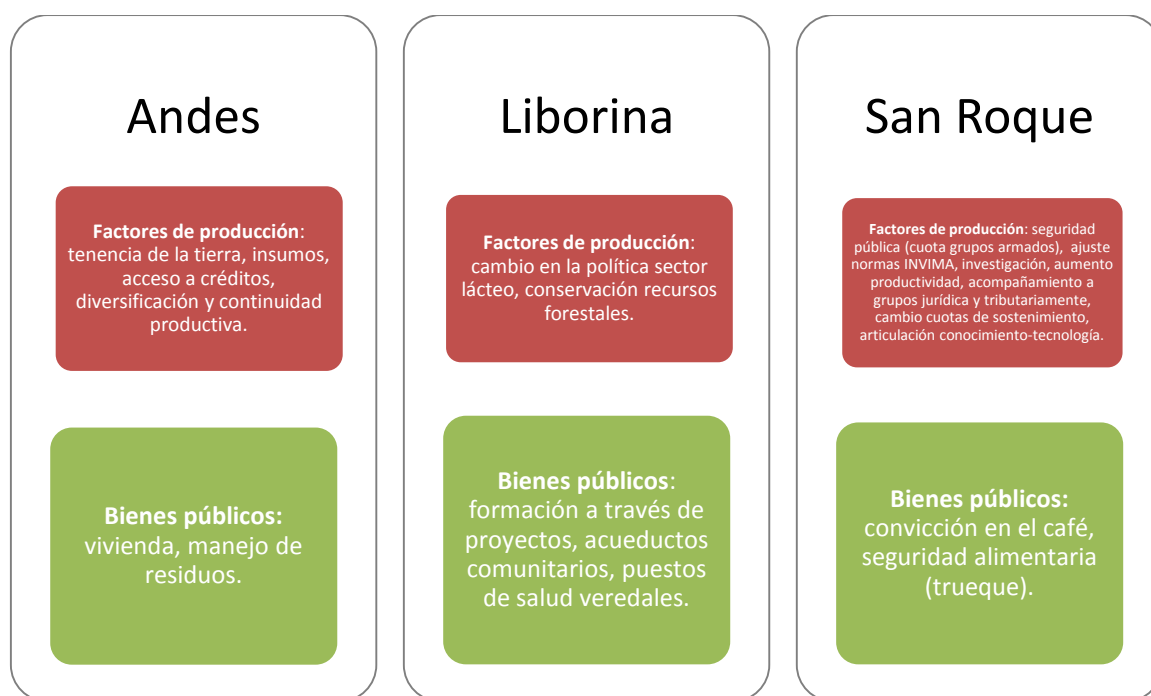 Andes
Factores de producción:
tenencia de la tierra, insumos,
acceso a créditos,
diversificación y continuidad
productiva.
Bienes públicos:
vivienda, manejo de
residuos.
Liborina
Factores de producción:
cambio en la política sector
lácteo, conservación recursos
forestales.
Bienes públicos:
formación a través de
proyectos, acueductos
comunitarios, puestos
de salud veredales.
San Roque
Factores de producción: seguridad
pública (cuota grupos armados), ajuste
normas INVIMA, investigación, aumento
productividad, acompañamiento a
grupos jurídica y tributariamente,
cambio cuotas de sostenimiento,
articulación conocimiento-tecnología.
Bienes públicos:
convicción en el café,
seguridad alimentaria
(trueque).